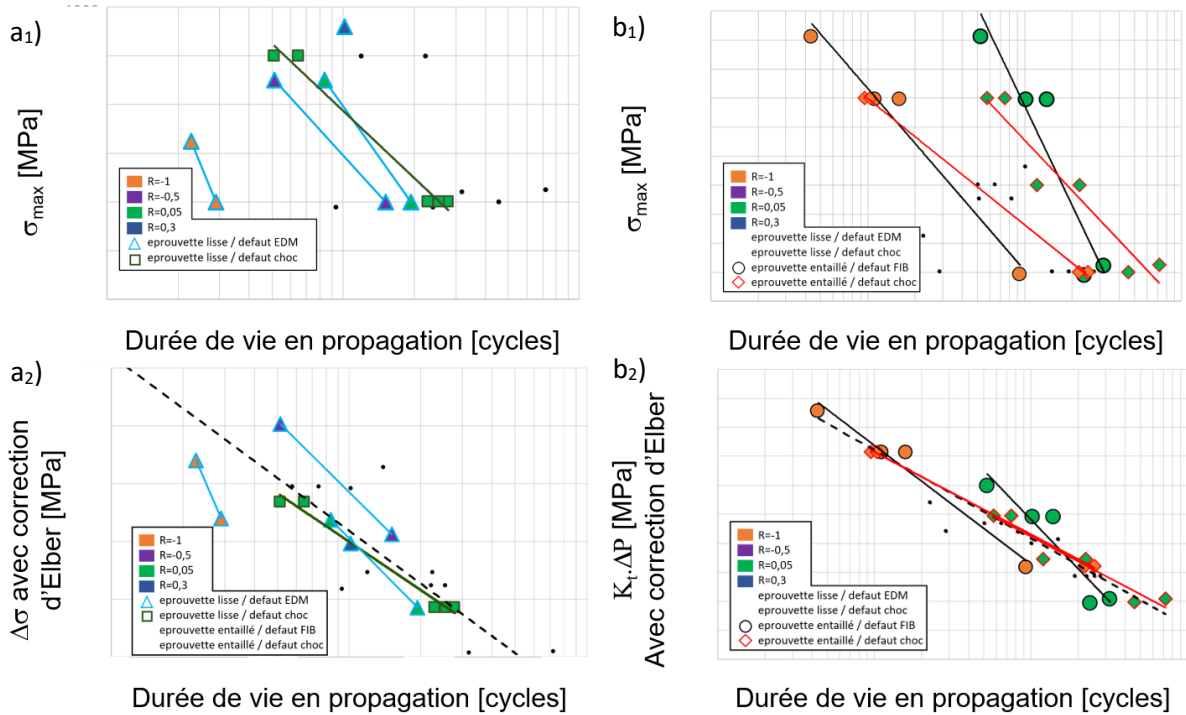 a1)
σmax [MPa]
R=-1
R=-0,5
R=0,05
R=0,3
eprouvette lisse / defaut EDM
eprouvette lisse / defaut choc
Durée de vie en propagation [cycles]
b1)
σmax [MPa]
R=-1
R=-0,5
R=0,05
R=0,3
eprouvette lisse / defaut EDM
eprouvette lisse / defaut choc
eprouvette entaillé / defaut FIB
eprouvette entaillé / defaut choc
Durée de vie en propagation [cycles]
a2)
Δσ avec correction
d'Elber [MPa]
R=-1
R=-0,5
R=0,05
R=0,3
eprouvette lisse / defaut EDM
eprouvette lisse / defaut choc
eprouvette entaillé / defaut FIB
eprouvette entaillé / defaut choc
Durée de vie en propagation [cycles]
b2)
Kt.ΔP [MPa]
Avec correction d'Elber
R=-1
R=-0,5
R=0,05
R=0,3
eprouvette lisse / defaut EDM
eprouvette lisse / defaut choc
eprouvette entaillé / defaut FIB
eprouvette entaillé / defaut choc
Durée de vie en propagation [cycles]